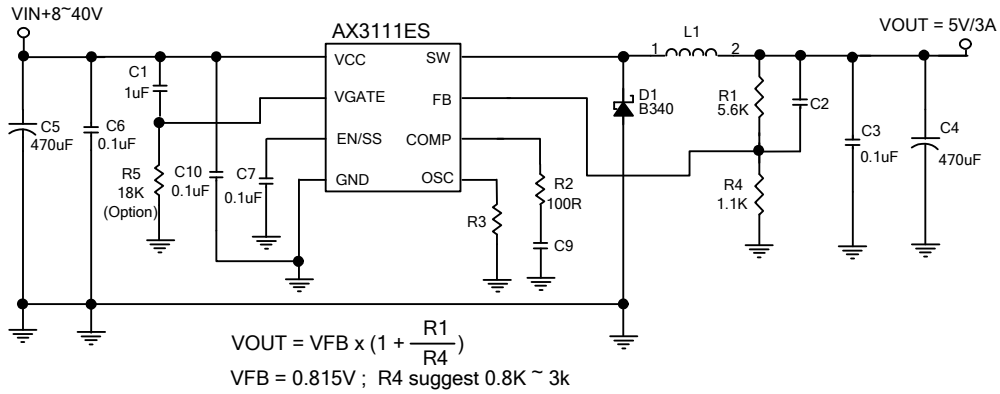 VIN+8~40V
VOUT = 5V/3A
AX3111ES
L1
1
2
VCC
SW
C1
1uF
VGATE
FB
D1
B340
R1
5.6K
C2
C5
470uF
C6
0.1uF
EN/SS
COMP
C3
0.1uF
C4
470uF
R5
18K
(Option)
C10
0.1uF
C7
0.1uF
GND
OSC
R2
100R
R4
1.1K
R3
C9
VOUT = VFB x (1 + R1/R4)
VFB = 0.815V ; R4 suggest 0.8K ~ 3k